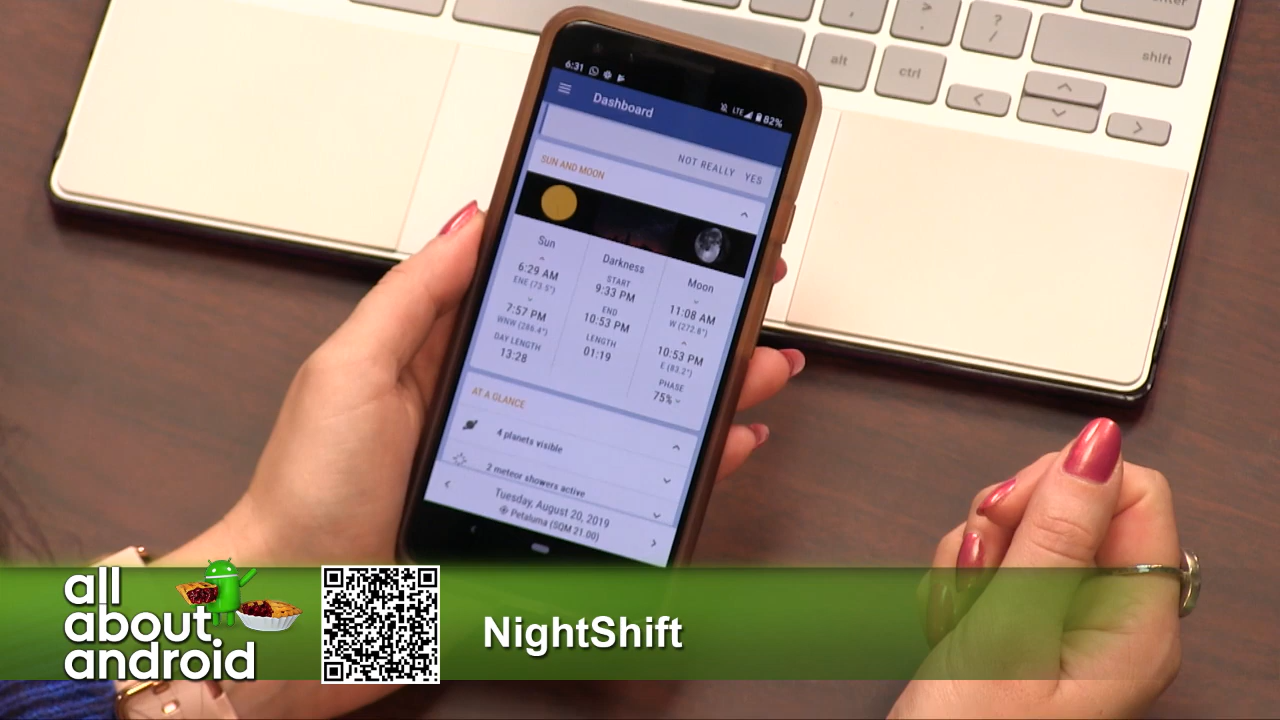 enter
alt
ctrl
shift
6:31
LTE 82%
Dashboard
NOT REALLY YES
SUN AND MOON
Sun
6:29 AM
ENE (73.5°)
7:57 PM
WNW (286.4°)
DAY LENGTH
13:28
Darkness
START
9:33 PM
END
10:53 PM
LENGTH
01:19
Moon
11:08 AM
W (272.8°)
10:53 PM
E (83.2°)
PHASE
75%
AT A GLANCE
4 planets visible
2 meteor showers active
Tuesday, August 20, 2019
Petaluma (SQM 21.00)
all
about
android
NightShift